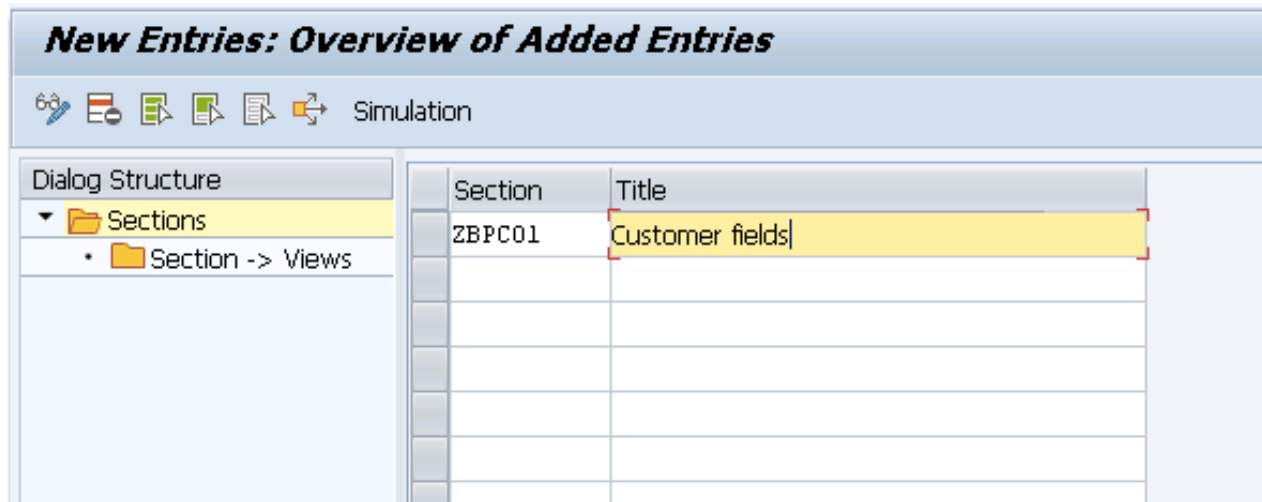 New Entries: Overview of Added Entries
Simulation
Dialog Structure
Sections
Section -> Views
Section Title
ZBPC01 Customer fields